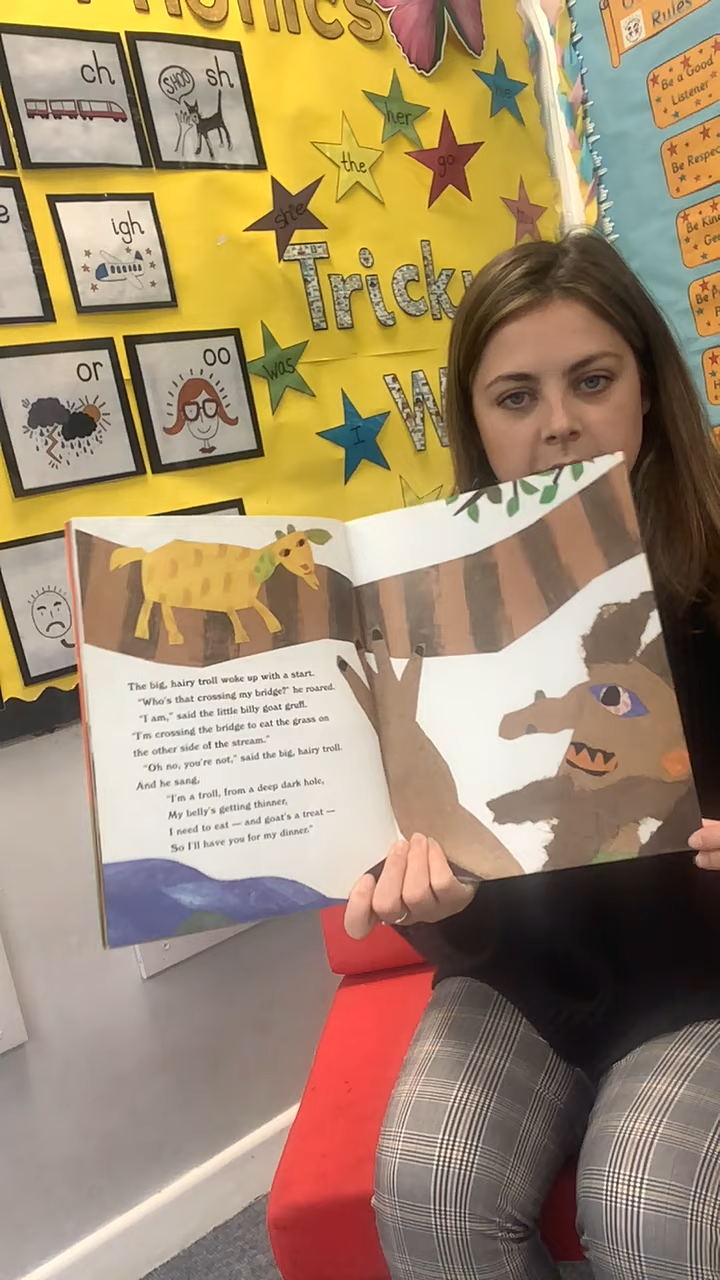 Phonics
ch
SHOO
sh
igh
or
oo
her
the
go
she
Tricky
was
I
Rules
Be a Good
Listener
The big, hairy troll woke up with a start.
"Who's that crossing my bridge?" he roared.
"I am," said the little billy goat gruff.
"I'm crossing the bridge to eat the grass on
the other side of the stream."
"Oh no, you're not," said the big, hairy troll.
And he sang,
"I'm a troll, from a deep dark hole,
My belly's getting thinner,
I need to eat — and goat's a treat —
So I'll have you for my dinner."